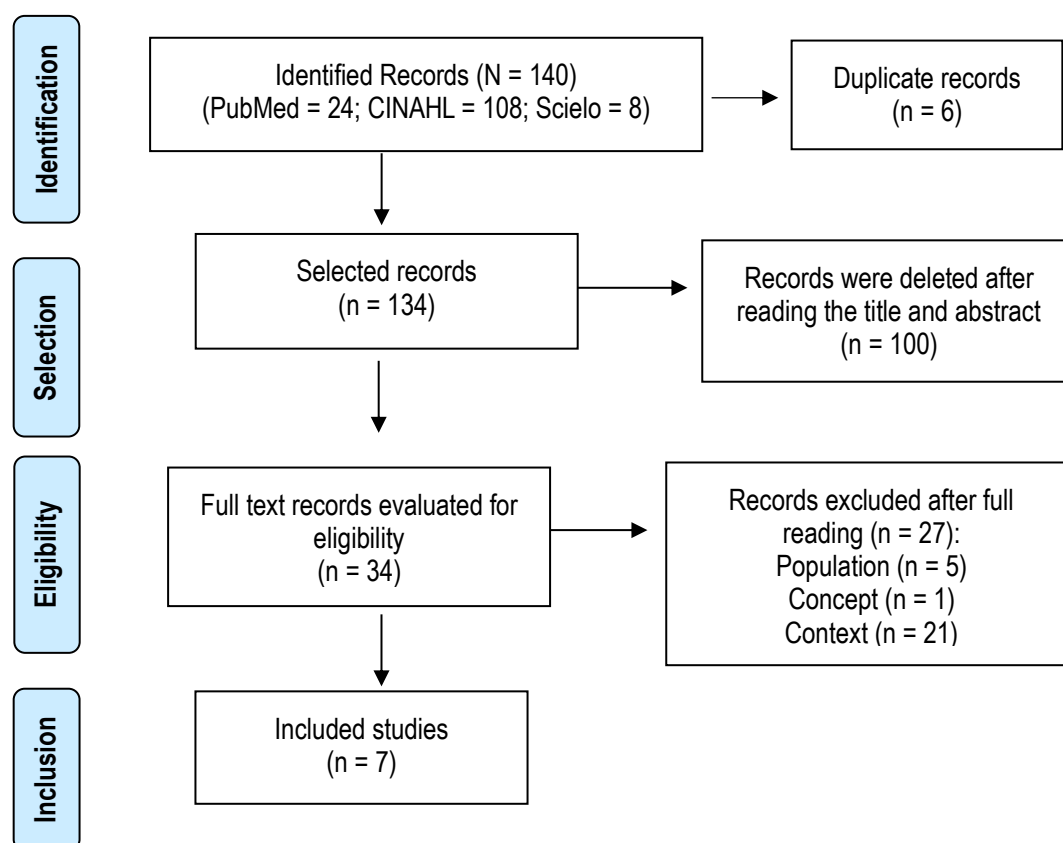 Identification
Identified Records (N = 140)
(PubMed = 24; CINAHL = 108; Scielo = 8)
Duplicate records
(n = 6)
Selection
Selected records
(n = 134)
Records were deleted after
reading the title and abstract
(n = 100)
Eligibility
Full text records evaluated for
eligibility
(n = 34)
Records excluded after full
reading (n = 27):
Population (n = 5)
Concept (n = 1)
Context (n = 21)
Inclusion
Included studies
(n = 7)